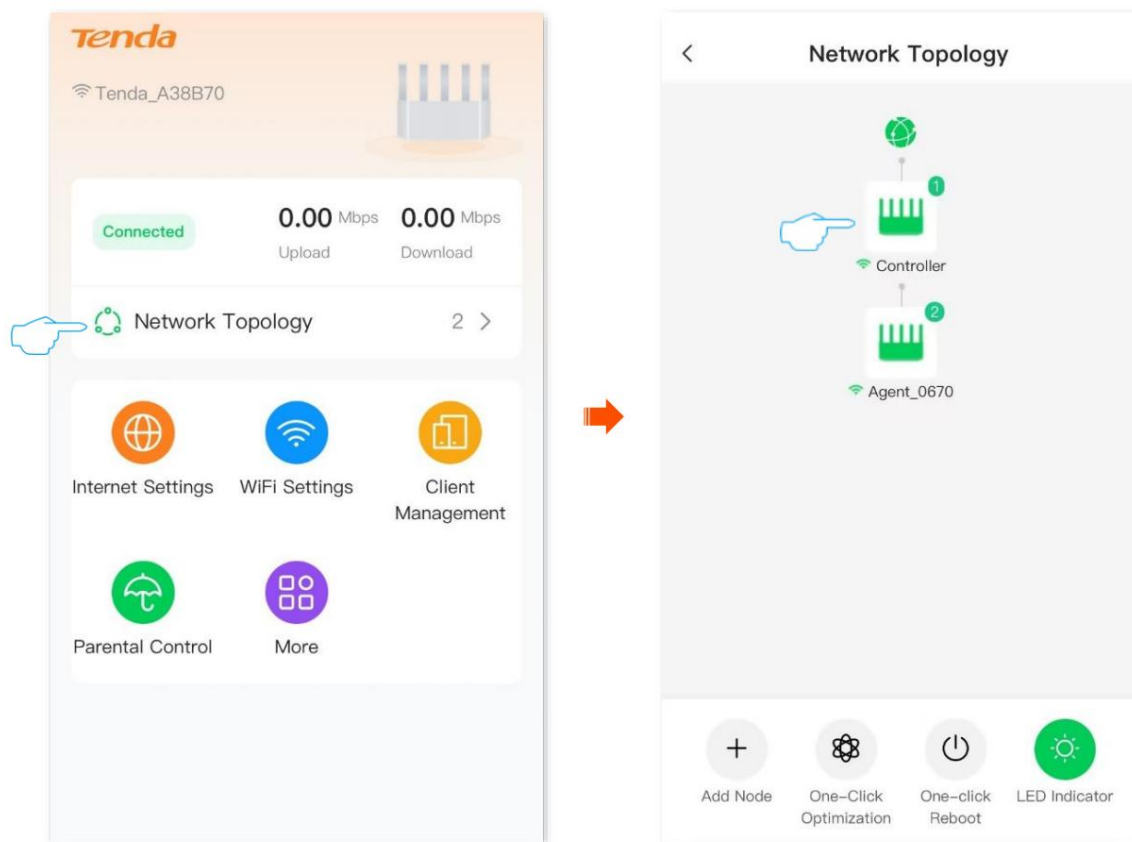 Tenda
Tenda_A38B70
Connected
0.00 Mbps
Upload
0.00 Mbps
Download
Network Topology
2
Internet Settings
WiFi Settings
Client
Management
Parental Control
More
Network Topology
1
Controller
2
Agent_0670
Add Node
One-Click
Optimization
One-click
Reboot
LED Indicator